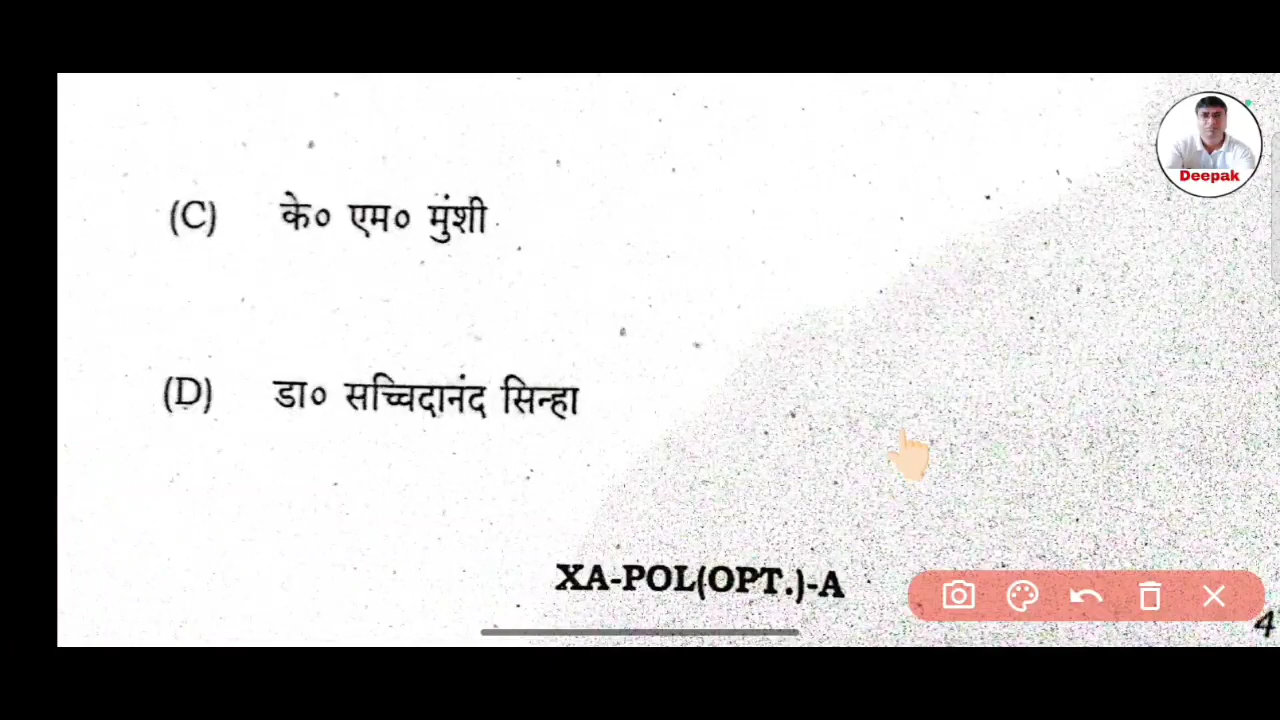 Deepak
(C) के० एम० मुंशी
(D) डा० सच्चिदानंद सिन्हा
XA-POL(OPT.)-A
4